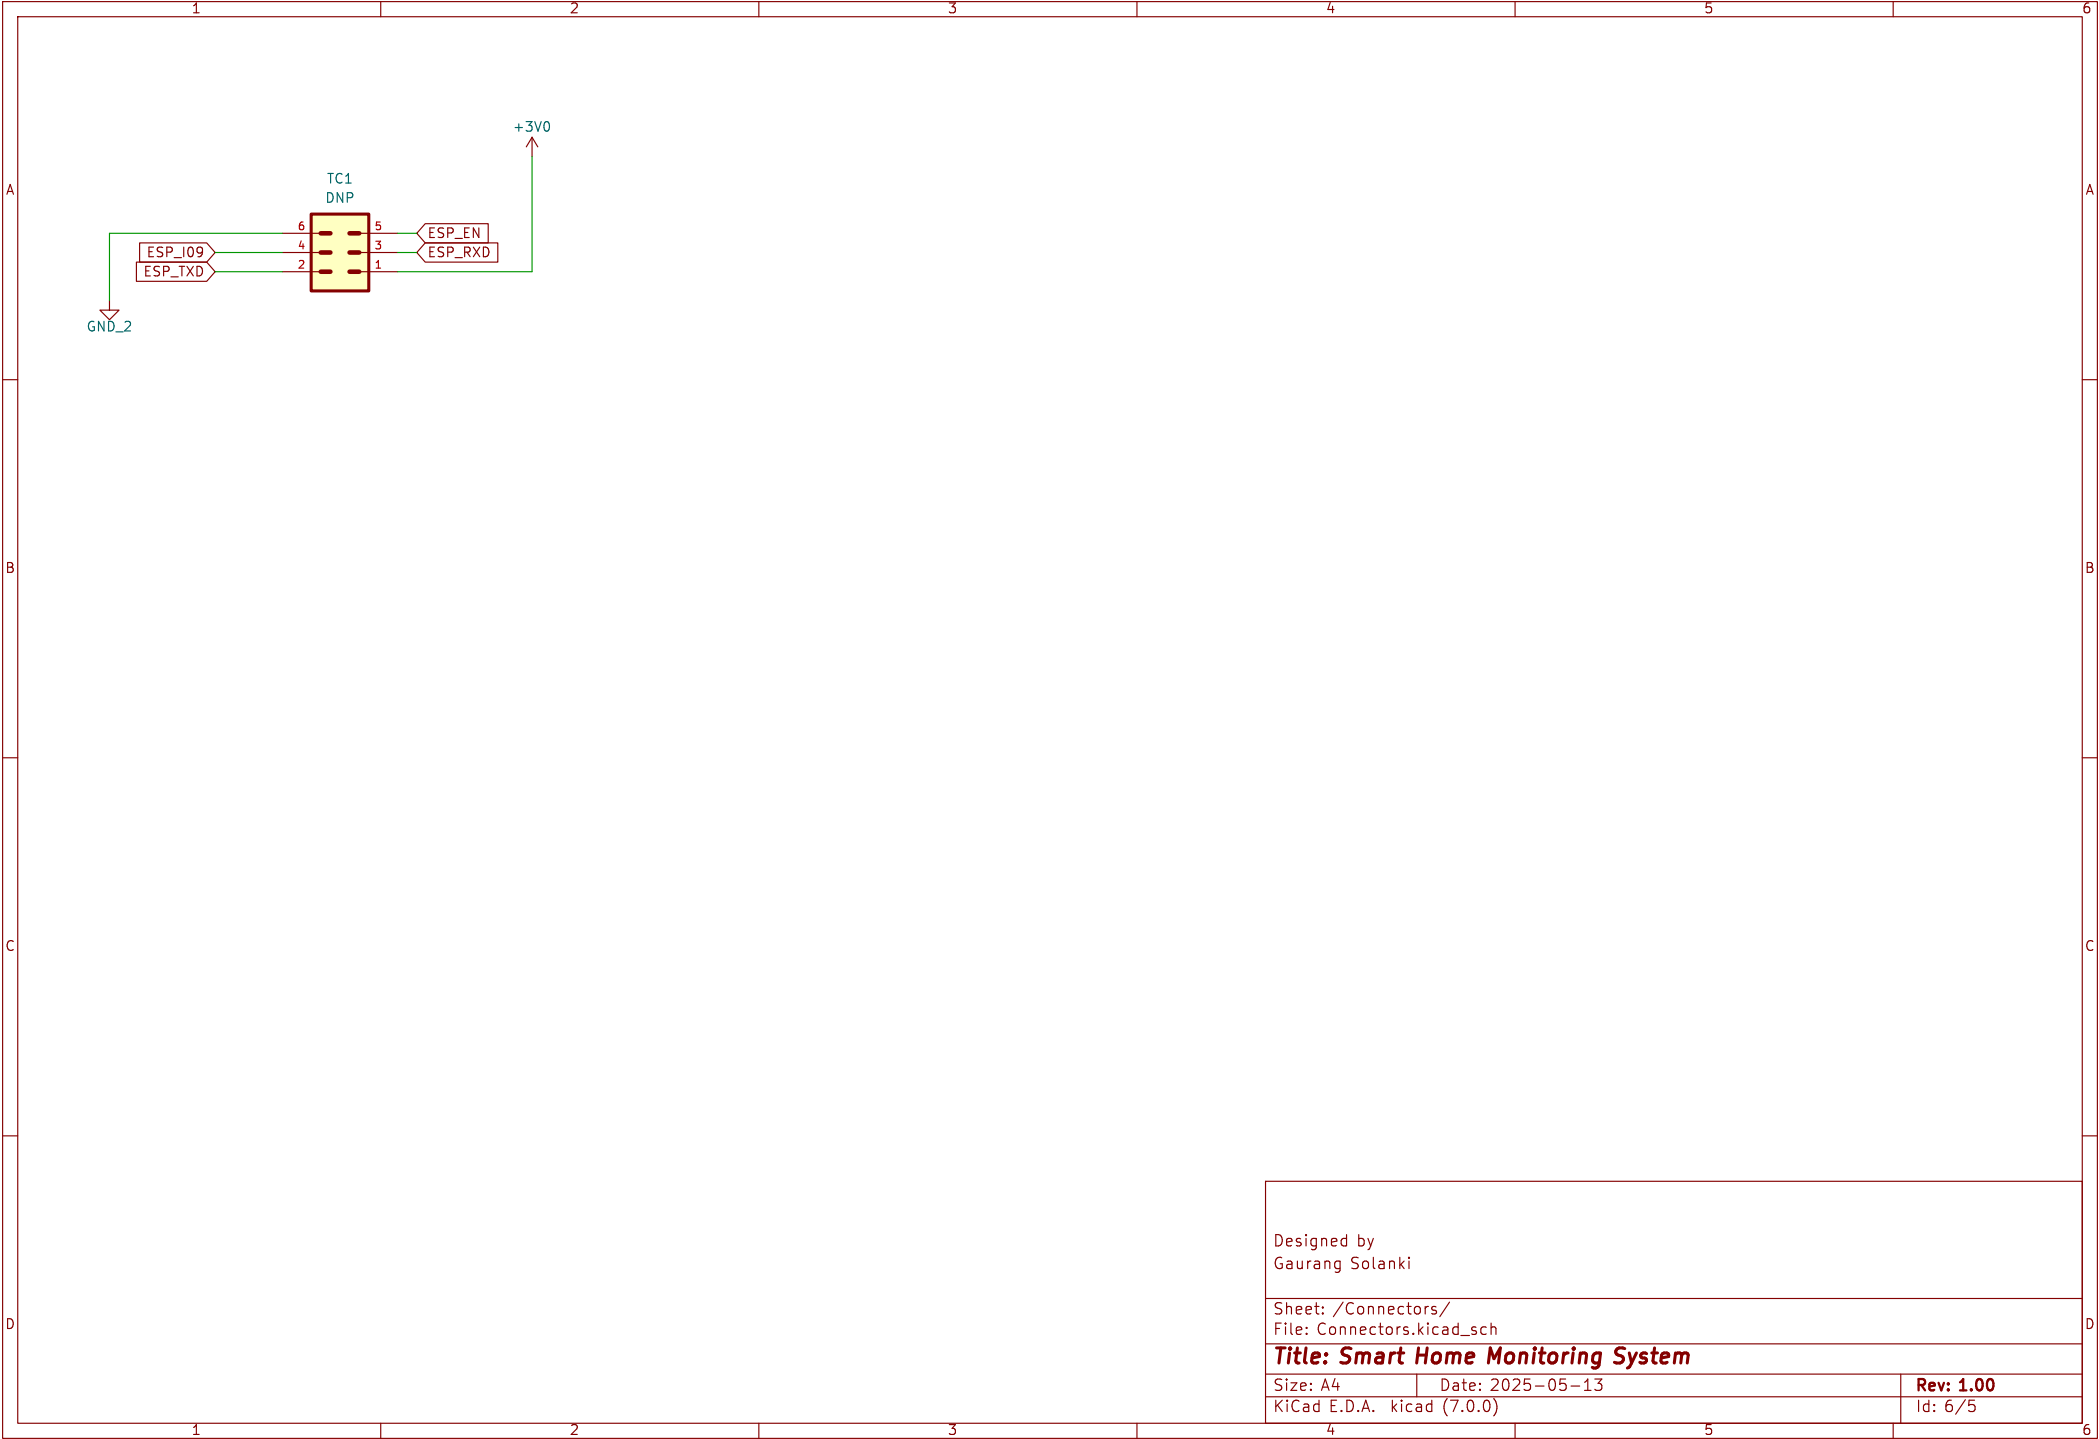 1 2 3 4 5 6
+3V0
TC1
DNP
A A
6 5 ESP_EN
ESP_IO9 4 3 ESP_RXD
ESP_TXD 2 1
GND_2
B B
C C
Designed by
Gaurang Solanki
Sheet: /Connectors/
D D
File: Connectors.kicad_sch
Title: Smart Home Monitoring System
Size: A4 Date: 2025-05-13 Rev: 1.00
KiCad E.D.A. kicad (7.0.0) Id: 6/5
1 2 3 4 5 6